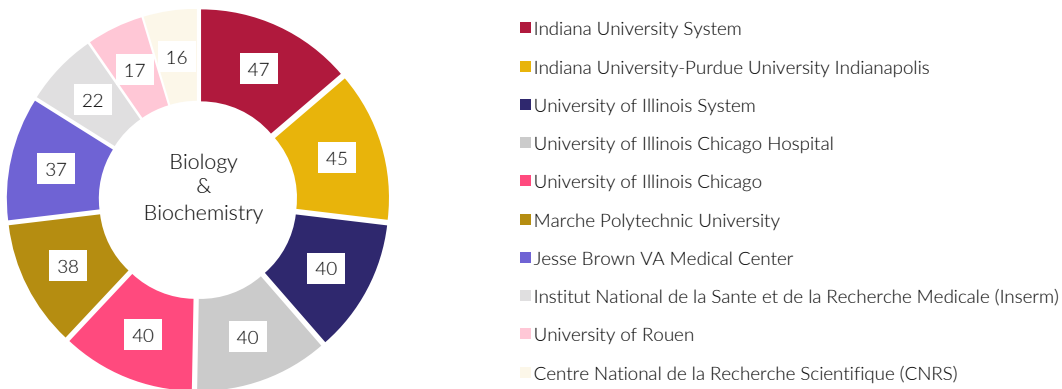 47
45
40
40
40
38
37
22
17
16
Biology
&
Biochemistry
Indiana University System
Indiana University-Purdue University Indianapolis
University of Illinois System
University of Illinois Chicago Hospital
University of Illinois Chicago
Marche Polytechnic University
Jesse Brown VA Medical Center
Institut National de la Sante et de la Recherche Medicale (Inserm)
University of Rouen
Centre National de la Recherche Scientifique (CNRS)